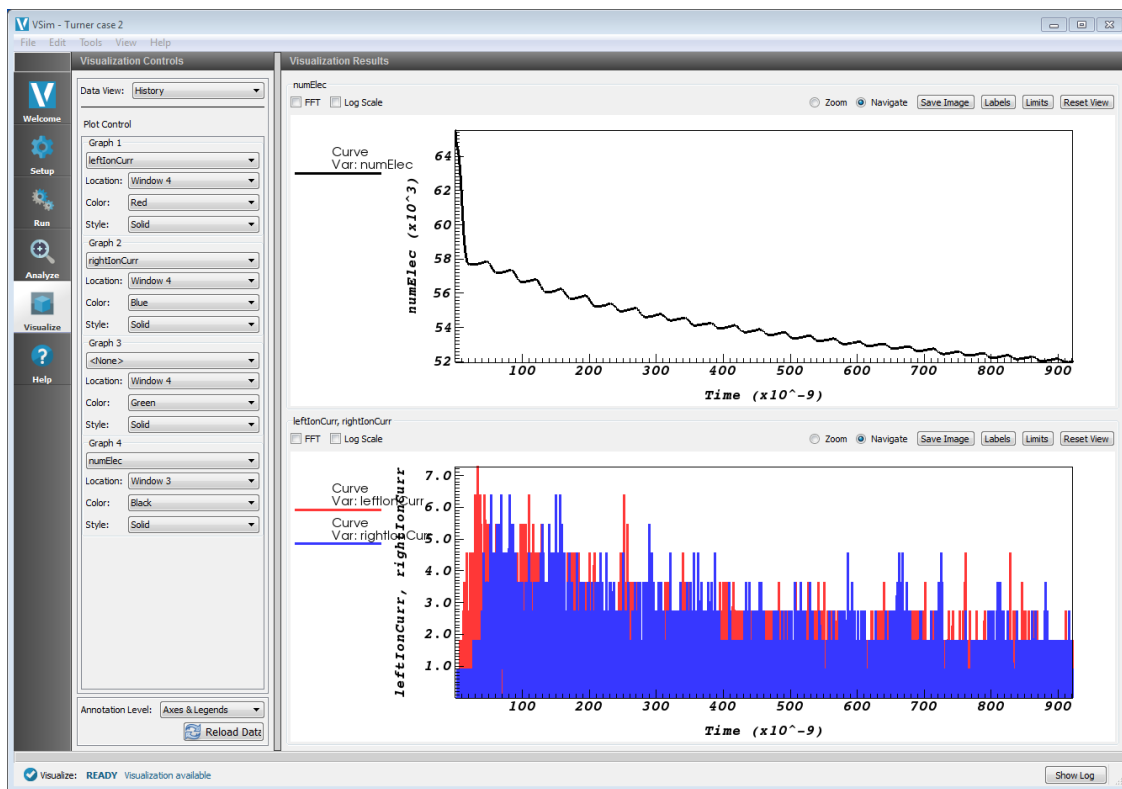 VSim - Turner case 2
File Edit Tools View Help
Visualization Controls
Visualization Results
Welcome
Setup
Run
Analyze
Visualize
Help
Data View: History
Plot Control
Graph 1
leftIonCurr
Location: Window 4
Color: Red
Style: Solid
Graph 2
rightIonCurr
Location: Window 4
Color: Blue
Style: Solid
Graph 3
<None>
Location: Window 4
Color: Green
Style: Solid
Graph 4
numElec
Location: Window 3
Color: Black
Style: Solid
Annotation Level: Axes & Legends
Reload Data
numElec
FFT Log Scale Zoom Navigate Save Image Labels Limits Reset View
Curve
Var: numElec
numElec (x10^3)
64
62
60
58
56
54
52
100 200 300 400 500 600 700 800 900
Time (x10^-9)
leftIonCurr, rightIonCurr
FFT Log Scale Zoom Navigate Save Image Labels Limits Reset View
Curve
Var: leftIonCurr
Curve
Var: rightIonCurr
leftIonCurr, rightIonCurr
7.0
6.0
5.0
4.0
3.0
2.0
1.0
100 200 300 400 500 600 700 800 900
Time (x10^-9)
Visualize: READY Visualization available
Show Log